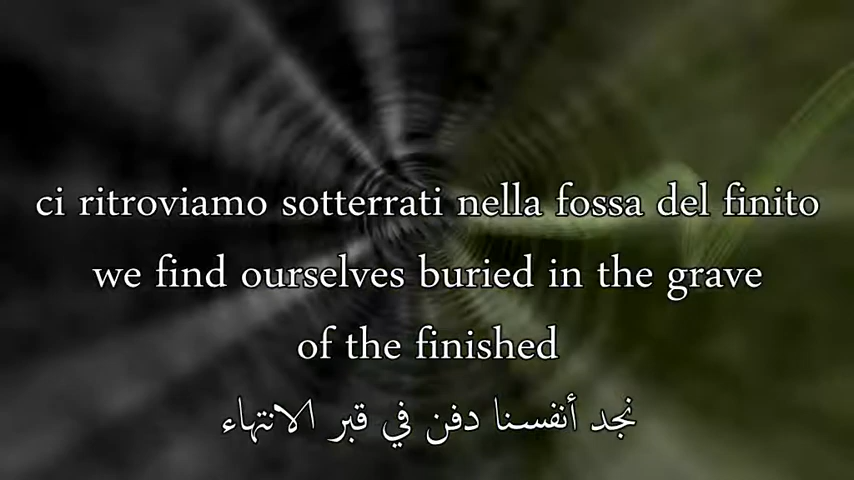 ci ritroviamo sotterrati nella fossa del finito
we find ourselves buried in the grave
of the finished
نجد أنفسنا دفن في قبر الانتهاء